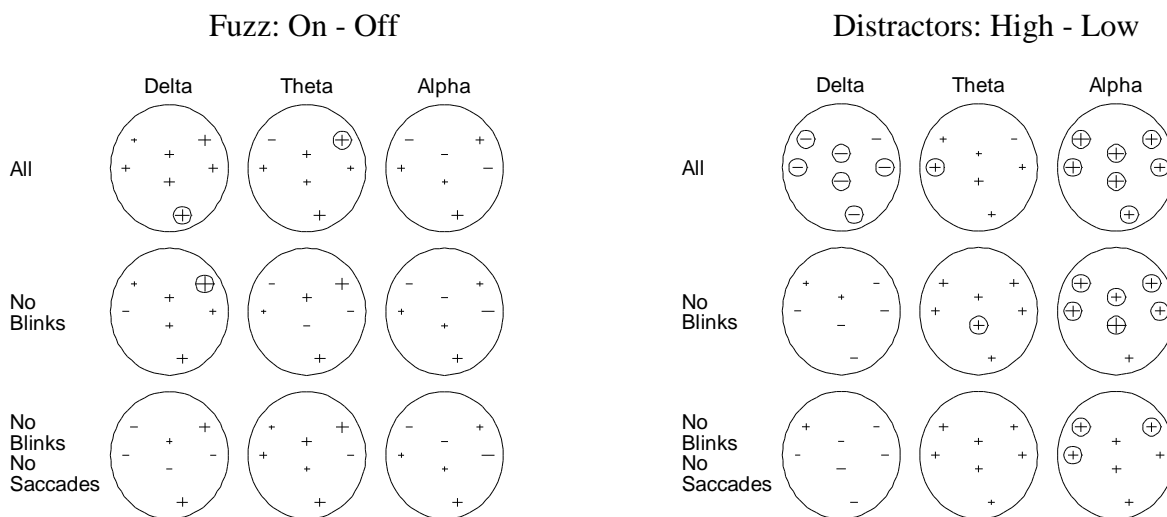 Fuzz: On - Off
Delta Theta Alpha
All
No
Blinks
No
Blinks
No
Saccades
Distractors: High - Low
Delta Theta Alpha
All
No
Blinks
No
Blinks
No
Saccades